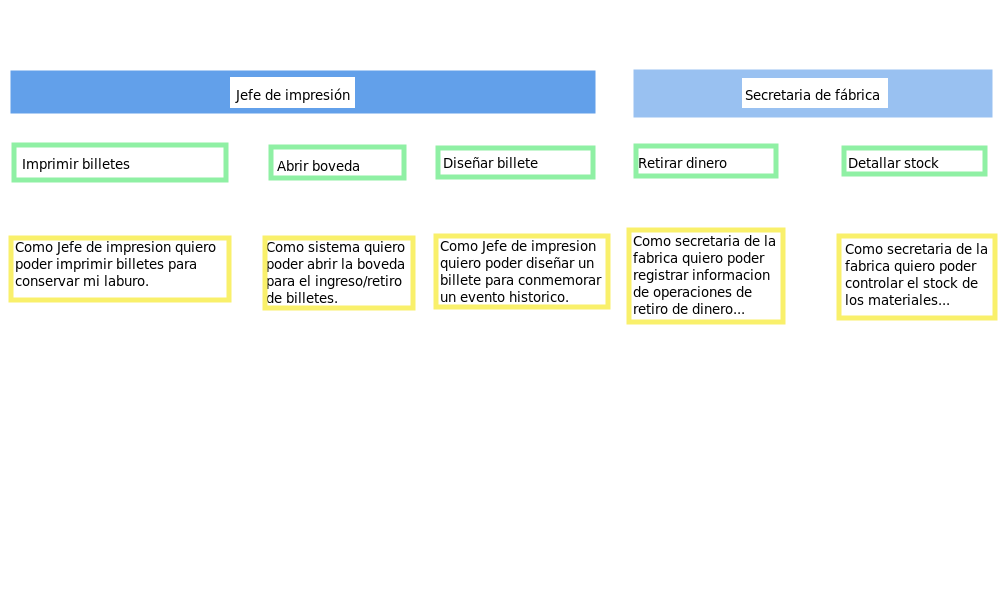 Jefe de impresión
Secretaria de fábrica
Imprimir billetes
Abrir boveda
Diseñar billete
Retirar dinero
Detallar stock
Como Jefe de impresion quiero
poder imprimir billetes para
conservar mi laburo.
Como sistema quiero
poder abrir la boveda
para el ingreso/retiro
de billetes.
Como Jefe de impresion
quiero poder diseñar un
billete para conmemorar
un evento historico.
Como secretaria de la
fabrica quiero poder
registrar informacion
de operaciones de
retiro de dinero...
Como secretaria de la
fabrica quiero poder
controlar el stock de
los materiales...